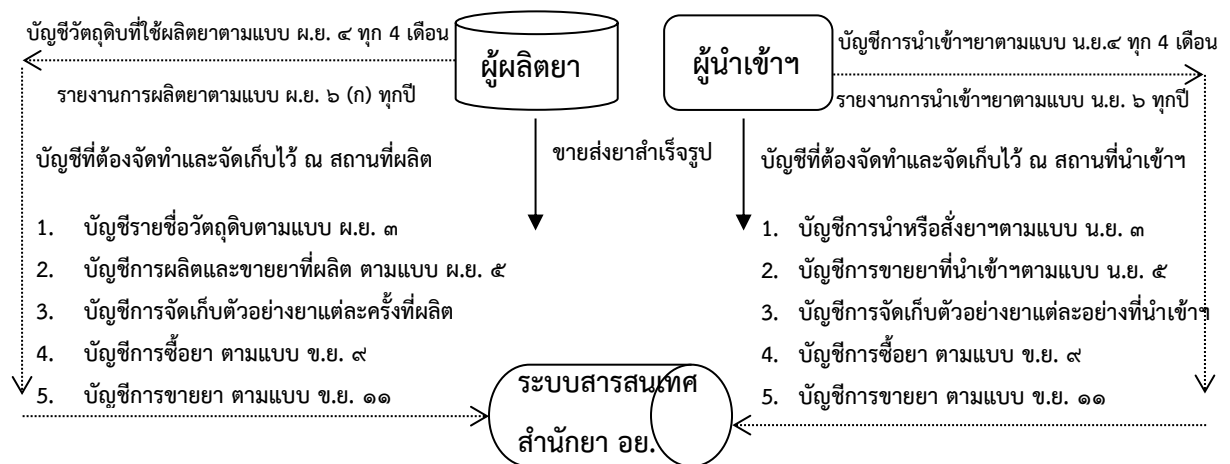 บัญชีวัตถุดิบที่ใช้ผลิตยาตามแบบ ผ.ย. ๔ ทุก 4 เดือน
ผู้ผลิตยา
ผู้นำเข้าฯ
บัญชีการนำเข้าฯยาตามแบบ น.ย.๔ ทุก 4 เดือน
รายงานการผลิตยาตามแบบ ผ.ย. ๖ (ก) ทุกปี
รายงานการนำเข้าฯยาตามแบบ น.ย. ๖ ทุกปี
บัญชีที่ต้องจัดทำและจัดเก็บไว้ ณ สถานที่ผลิต
ขายส่งยาสำเร็จรูป
บัญชีที่ต้องจัดทำและจัดเก็บไว้ ณ สถานที่นำเข้าฯ
1. บัญชีรายชื่อวัตถุดิบตามแบบ ผ.ย. ๓
2. บัญชีการผลิตและขายยาที่ผลิต ตามแบบ ผ.ย. ๕
3. บัญชีการจัดเก็บตัวอย่างยาแต่ละครั้งที่ผลิต
4. บัญชีการซื้อยา ตามแบบ ข.ย. ๙
5. บัญชีการขายยา ตามแบบ ข.ย. ๑๑
1. บัญชีการนำหรือสั่งยาฯตามแบบ น.ย. ๓
2. บัญชีการขายยาที่นำเข้าฯตามแบบ น.ย. ๕
3. บัญชีการจัดเก็บตัวอย่างยาแต่ละอย่างที่นำเข้าฯ
4. บัญชีการซื้อยา ตามแบบ ข.ย. ๙
5. บัญชีการขายยา ตามแบบ ข.ย. ๑๑
ระบบสารสนเทศ
สำนักยา อย.